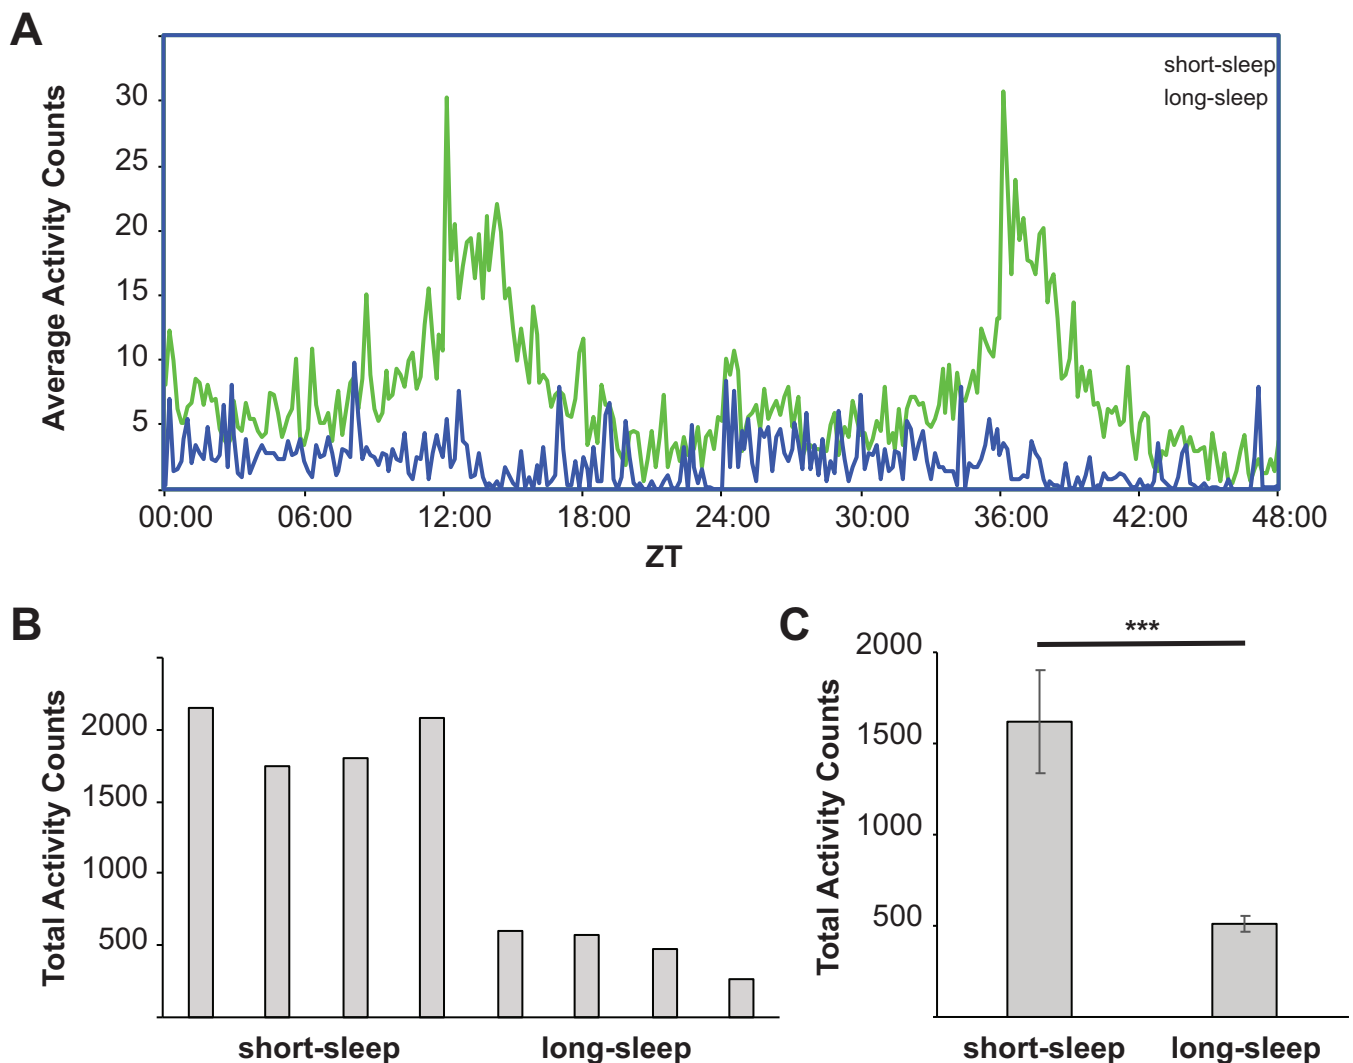 A
short-sleep
long-sleep
Average Activity Counts
30
25
20
15
10
5
00:00 06:00 12:00 18:00 24:00 30:00 36:00 42:00 48:00
ZT
B
Total Activity Counts
2000
1500
1000
500
short-sleep long-sleep
C
***
Total Activity Counts
2000
1500
1000
500
short-sleep long-sleep